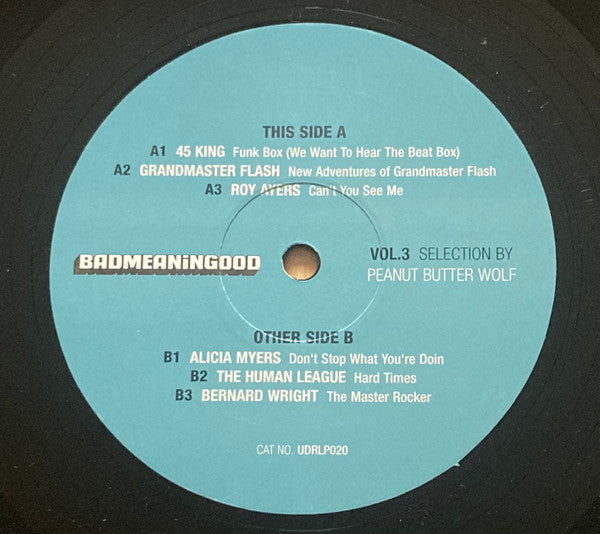 THIS SIDE A
A1 45 KING Funk Box (We Want To Hear The Beat Box)
A2 GRANDMASTER FLASH New Adventures of Grandmaster Flash
A3 ROY AYERS Can't You See Me
BADMEANiNGOOD
VOL.3 SELECTION BY
PEANUT BUTTER WOLF
OTHER SIDE B
B1 ALICIA MYERS Don't Stop What You're Doin
B2 THE HUMAN LEAGUE Hard Times
B3 BERNARD WRIGHT The Master Rocker
CAT NO. UDRLP020